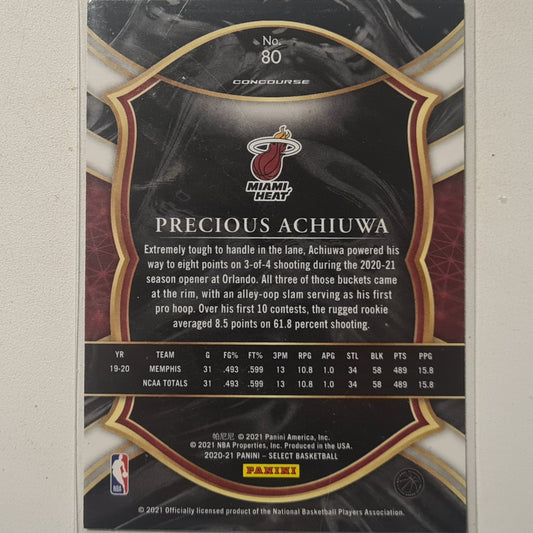 No.
80
CONCOURSE
MIAMI
HEAT
PRECIOUS ACHIUWA
Extremely tough to handle in the lane, Achiuwa powered his
way to eight points on 3-of-4 shooting during the 2020-21
season opener at Orlando. All three of those buckets came
at the rim, with an alley-oop slam serving as his first
pro hoop. Over his first 10 contests, the rugged rookie
averaged 8.5 points on 61.8 percent shooting.
YR TEAM G FG% FT% 3PM RPG APG STL BLK PTS PPG
19-20 MEMPHIS 31 .493 .599 13 10.8 1.0 34 58 489 15.8
NCAA TOTALS 31 .493 .599 13 10.8 1.0 34 58 489 15.8
帕尼尼 © 2021 Panini America, Inc.
© 2021 NBA Properties, Inc. Produced in the USA.
2020-21 PANINI - SELECT BASKETBALL
PANINI
NBA
© 2021 Officially licensed product of the National Basketball Players Association.